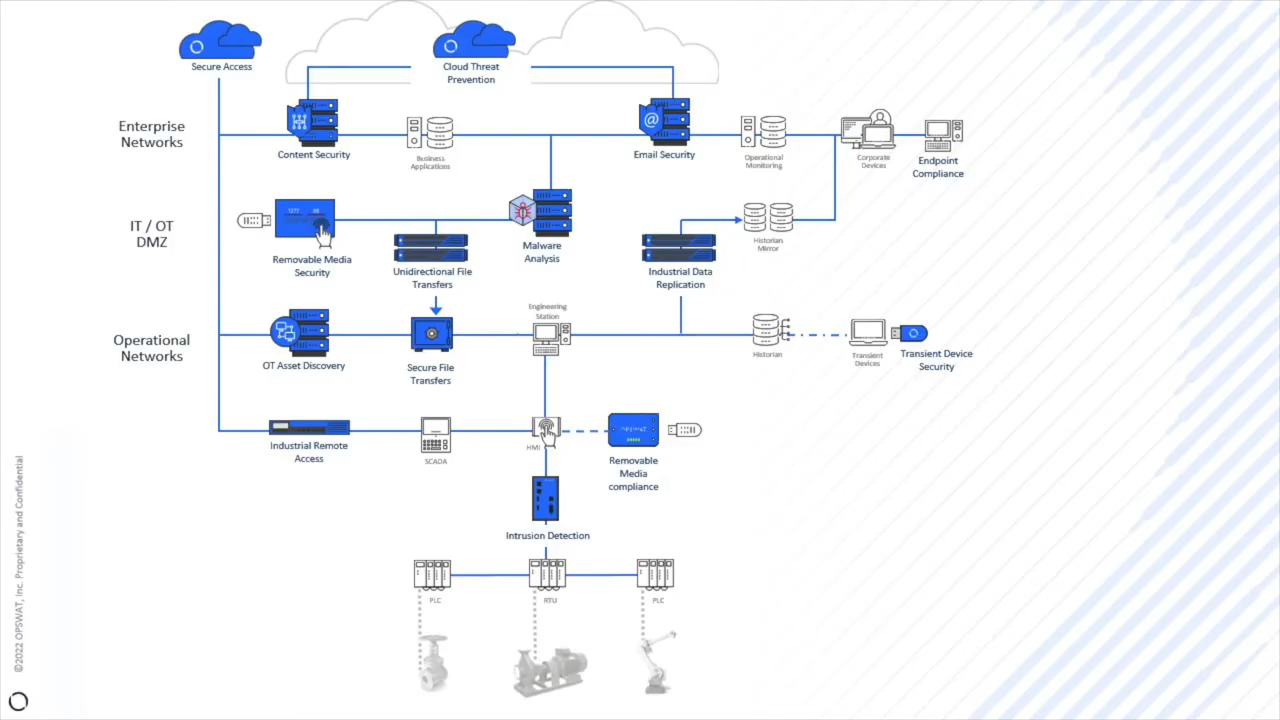 Secure Access
Cloud Threat
Prevention
Enterprise
Networks
Content Security
Business
Applications
Email Security
Operational
Monitoring
Corporate
Devices
Endpoint
Compliance
IT / OT
DMZ
Removable Media
Security
Unidirectional File
Transfers
Malware
Analysis
Industrial Data
Replication
Historian
Mirror
Operational
Networks
OT Asset Discovery
Secure File
Transfers
Engineering
Station
Historian
Transient
Devices
Transient Device
Security
Industrial Remote
Access
SCADA
HMI
Removable
Media
compliance
Intrusion Detection
PLC
RTU
PLC
©2022 OPSWAT, Inc. Proprietary and Confidential